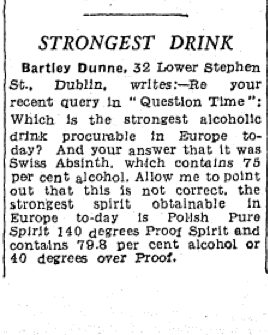 STRONGEST DRINK
Bartley Dunne, 32 Lower Stephen
St., Dublin, writes:—Re your
recent query in "Question Time":
Which is the strongest alcoholic
drink procurable in Europe to-
day? And your answer that it was
Swiss Absinth, which contains 75
per cent alcohol. Allow me to point
out that this is not correct, the
strongest spirit obtainable in
Europe to-day is Polish Pure
Spirit 140 degrees Proof Spirit and
contains 79.8 per cent alcohol or
40 degrees over Proof.